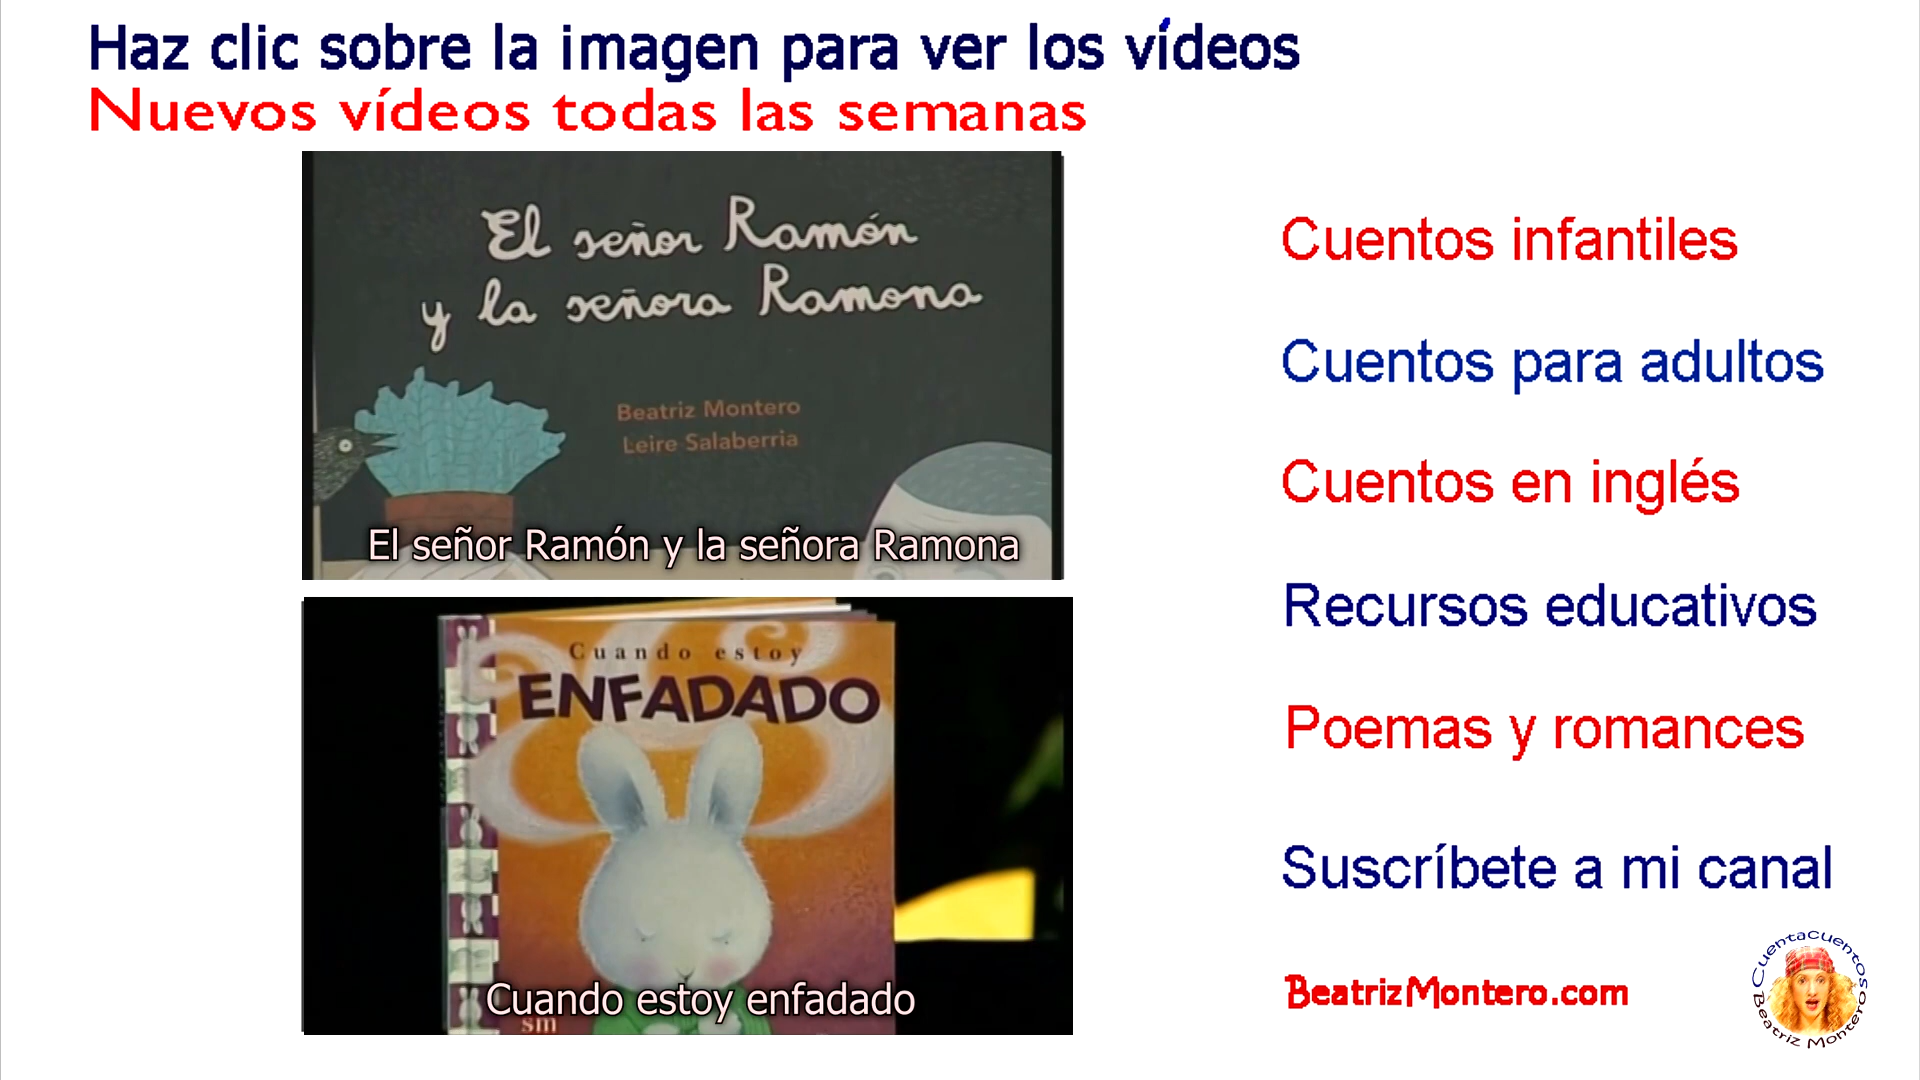 Haz clic sobre la imagen para ver los vídeos
Nuevos vídeos todas las semanas
El señor Ramón
y la señora Ramona
Beatriz Montero
Leire Salaberria
El señor Ramón y la señora Ramona
Cuando estoy
ENFADADO
Cuando estoy enfadado
sm
Cuentos infantiles
Cuentos para adultos
Cuentos en inglés
Recursos educativos
Poemas y romances
Suscríbete a mi canal
BeatrizMontero.com
CuentaCuentos
Beatriz Montero